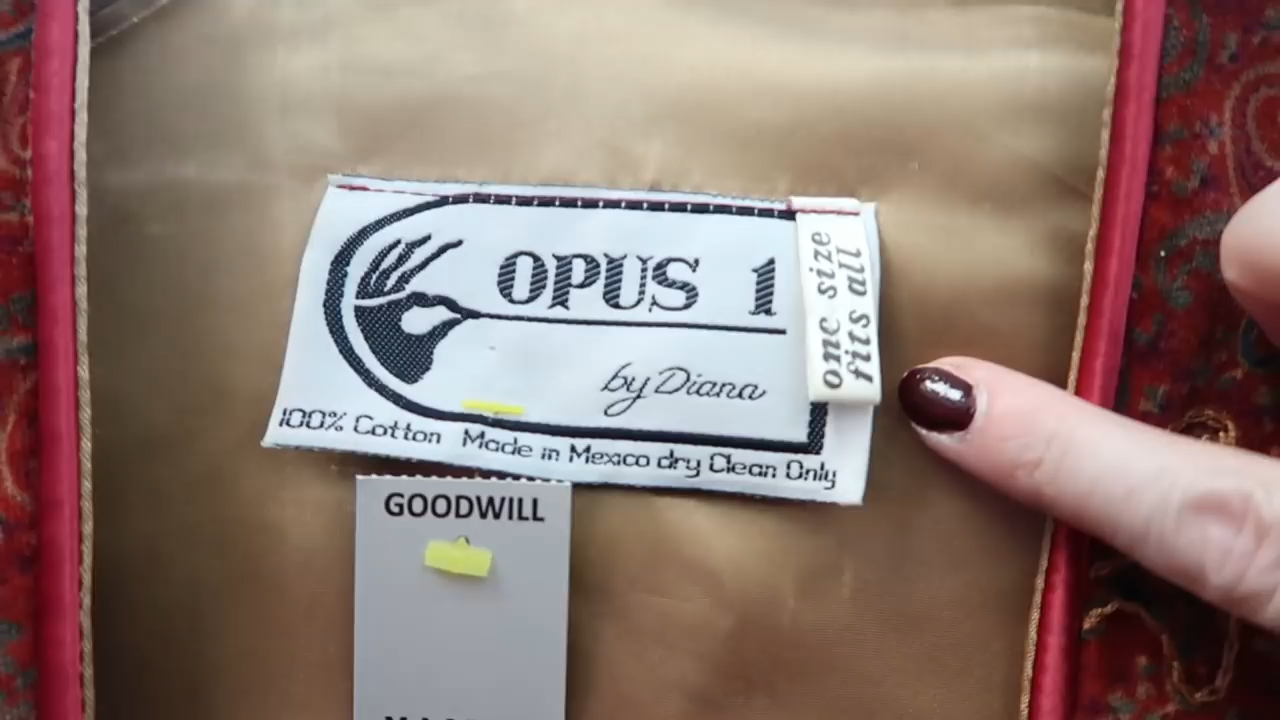 OPUS 1
by Diana
one size
fits all
100% Cotton Made in Mexico dry Clean Only
GOODWILL